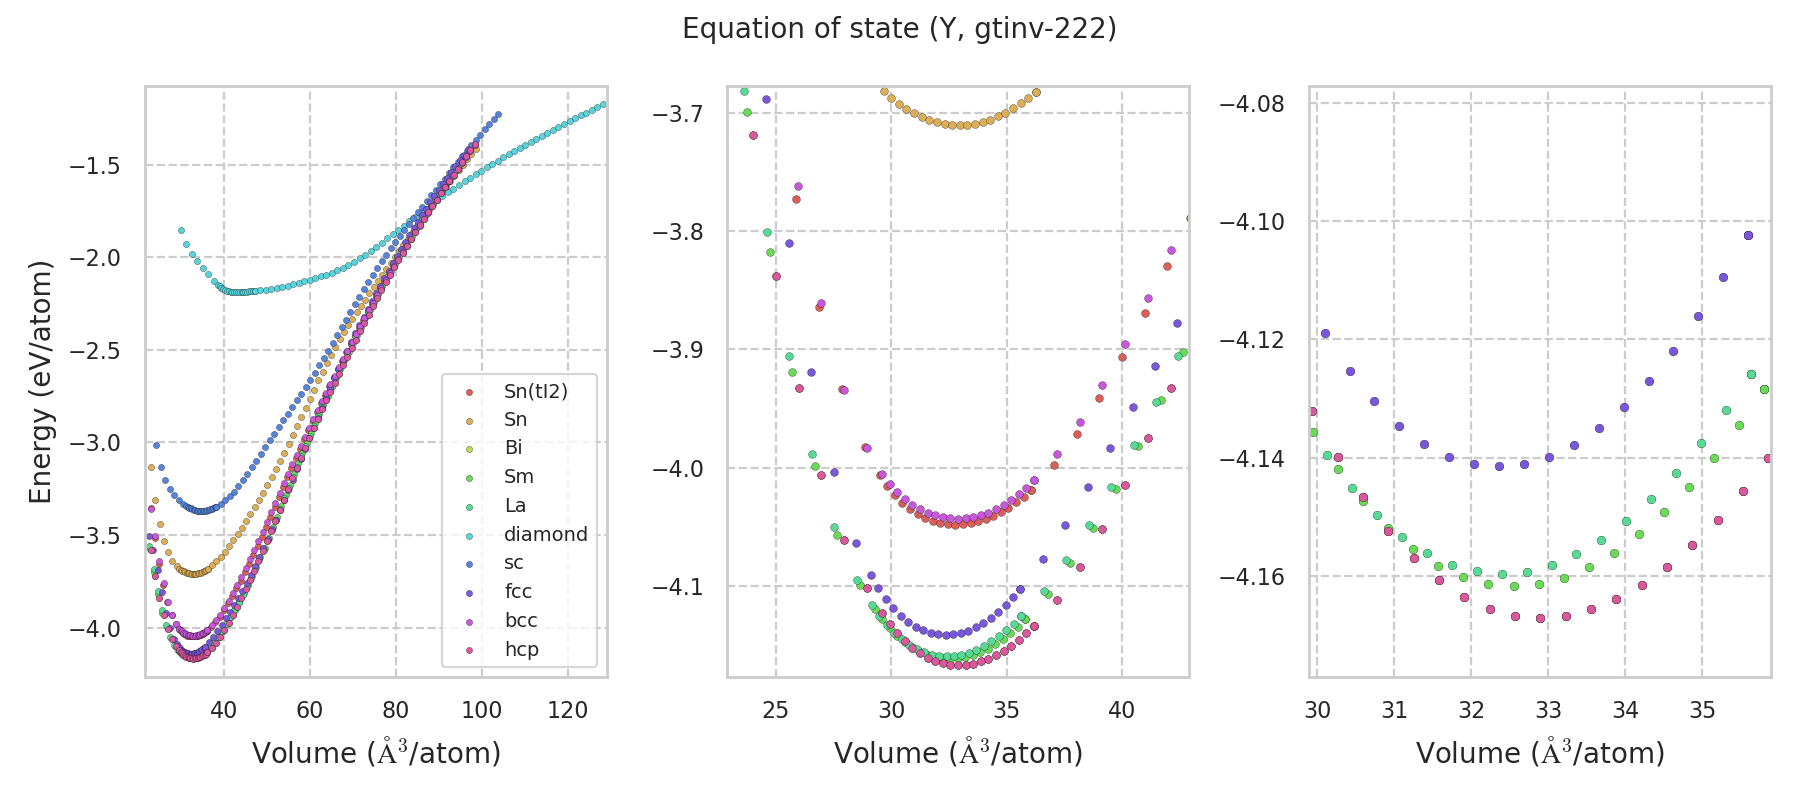 Equation of state (Y, gtinv-222)
Energy (eV/atom)
−1.5
−2.0
−2.5
−3.0
−3.5
−4.0
40
60
80
100
120
Volume (Å³/atom)
Sn(tI2)
Sn
Bi
Sm
La
diamond
sc
fcc
bcc
hcp
−3.7
−3.8
−3.9
−4.0
−4.1
25
30
35
40
Volume (Å³/atom)
−4.08
−4.10
−4.12
−4.14
−4.16
30
31
32
33
34
35
Volume (Å³/atom)